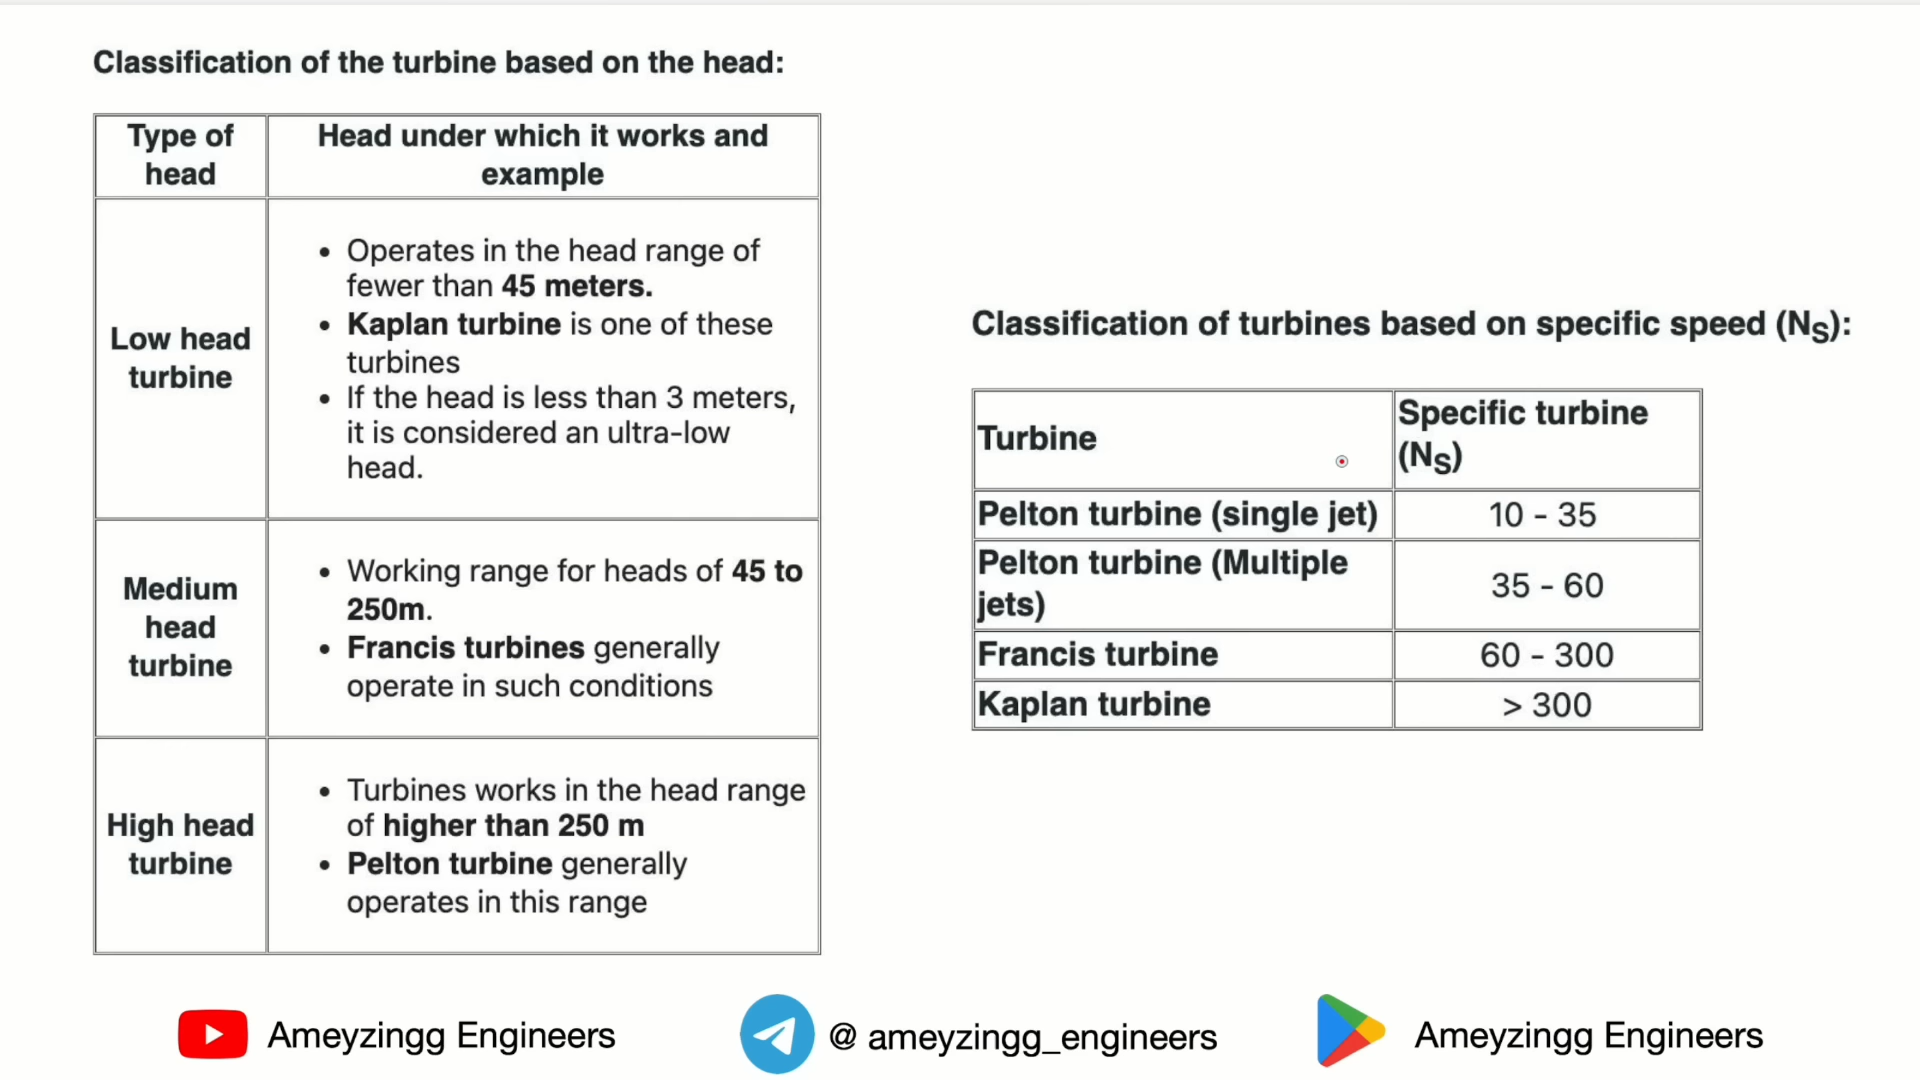 Classification of the turbine based on the head:
Type of
head
Head under which it works and
example
Low head
turbine
• Operates in the head range of
fewer than 45 meters.
• Kaplan turbine is one of these
turbines
• If the head is less than 3 meters,
it is considered an ultra-low
head.
Medium
head
turbine
• Working range for heads of 45 to
250m.
• Francis turbines generally
operate in such conditions
High head
turbine
• Turbines works in the head range
of higher than 250 m
• Pelton turbine generally
operates in this range
Classification of turbines based on specific speed (NS):
Turbine
Specific turbine
(NS)
Pelton turbine (single jet)
10 - 35
Pelton turbine (Multiple
jets)
35 - 60
Francis turbine
60 - 300
Kaplan turbine
> 300
Ameyzingg Engineers
@ ameyzingg_engineers
Ameyzingg Engineers